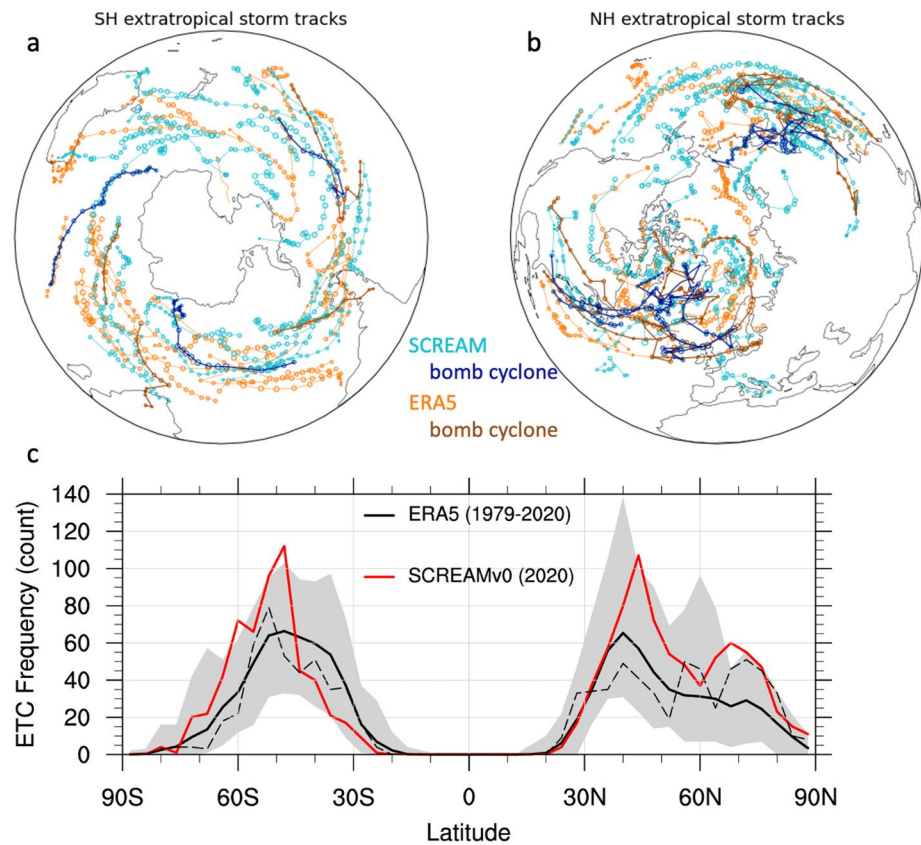 SH extratropical storm tracks
NH extratropical storm tracks
a
b
SCREAM
bomb cyclone
ERA5
bomb cyclone
c
140
120
100
80
60
40
20
0
ETC Frequency (count)
ERA5 (1979-2020)
SCREAMv0 (2020)
90S 60S 30S 0 30N 60N 90N
Latitude